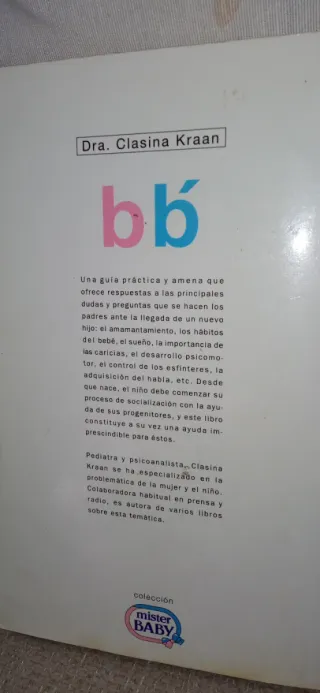 Dra. Clasina Kraan
bb́
Una guía práctica y amena que
ofrece respuestas a las principales
dudas y preguntas que se hacen los
padres ante la llegada de un nuevo
hijo: el amamantamiento, los hábitos
del bebé, el sueño, la importancia de
las caricias, el desarrollo psicomo-
tor, el control de los esfínteres, la
adquisición del habla, etc. Desde
que nace, el niño debe comenzar su
proceso de socialización con la ayu-
da de sus progenitores, y este libro
constituye a su vez una ayuda im-
prescindible para éstos.
Pediatra y psicoanalista, Clasina
Kraan se ha especializado en la
problemática de la mujer y el niño.
Colaboradora habitual en prensa y
radio, es autora de varios libros
sobre esta temática.
colección
mister
BABY